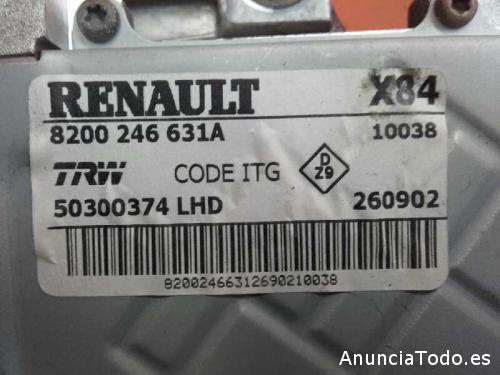 RENAULT X84
8200 246 631A 10038
TRW CODE ITG D Z9
50300374 LHD 260902
82002466312690210038
AnunciaTodo.es